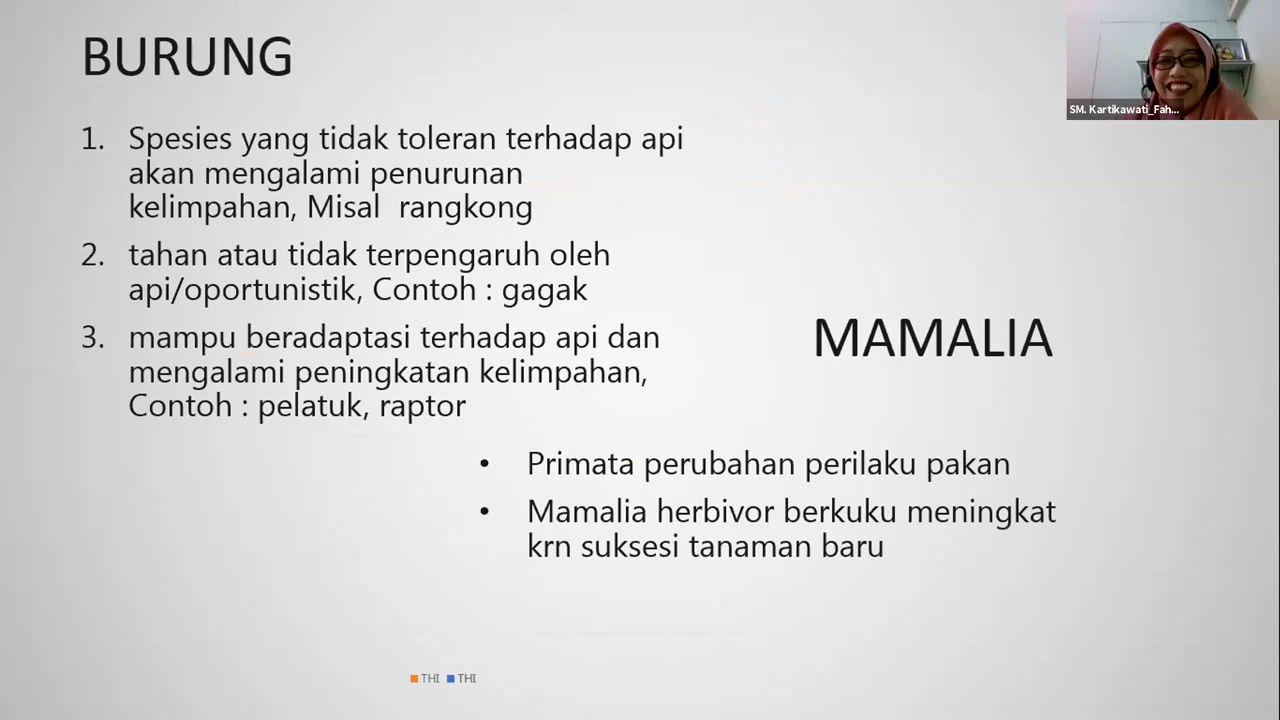 BURUNG
SM. Kartikawati_Fah...
1. Spesies yang tidak toleran terhadap api
akan mengalami penurunan
kelimpahan, Misal rangkong
2. tahan atau tidak terpengaruh oleh
api/oportunistik, Contoh : gagak
3. mampu beradaptasi terhadap api dan
mengalami peningkatan kelimpahan,
Contoh : pelatuk, raptor
MAMALIA
• Primata perubahan perilaku pakan
• Mamalia herbivor berkuku meningkat
krn suksesi tanaman baru
THI THI